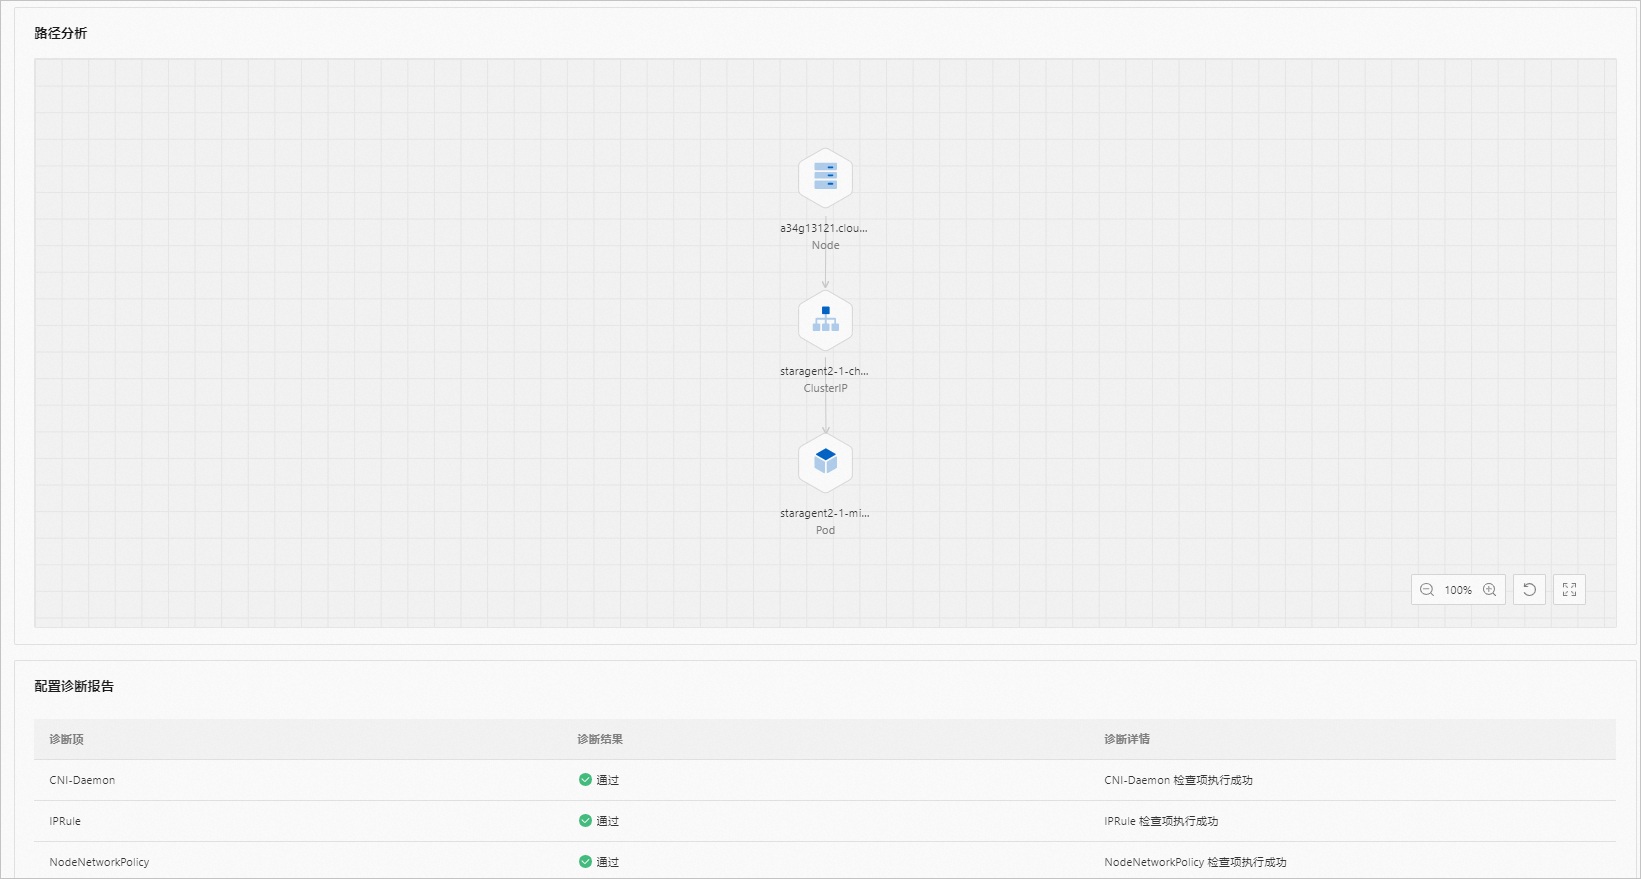 路径分析
a34g13121.clou...
Node
staragent2-1-ch...
ClusterIP
staragent2-1-mi...
Pod
100%
配置诊断报告
诊断项 诊断结果 诊断详情
CNI-Daemon 通过 CNI-Daemon 检查项执行成功
IPRule 通过 IPRule 检查项执行成功
NodeNetworkPolicy 通过 NodeNetworkPolicy 检查项执行成功